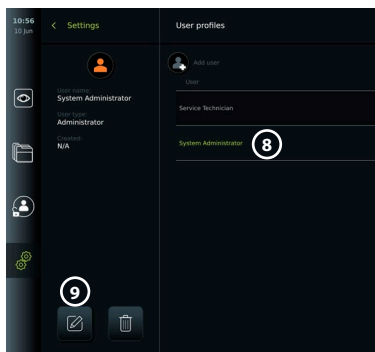 10:56
10 Jun
Settings
User name:
System Administrator
User type:
Administrator
Created:
N/A
User profiles
Add user
User
Service Technician
System Administrator
8
9